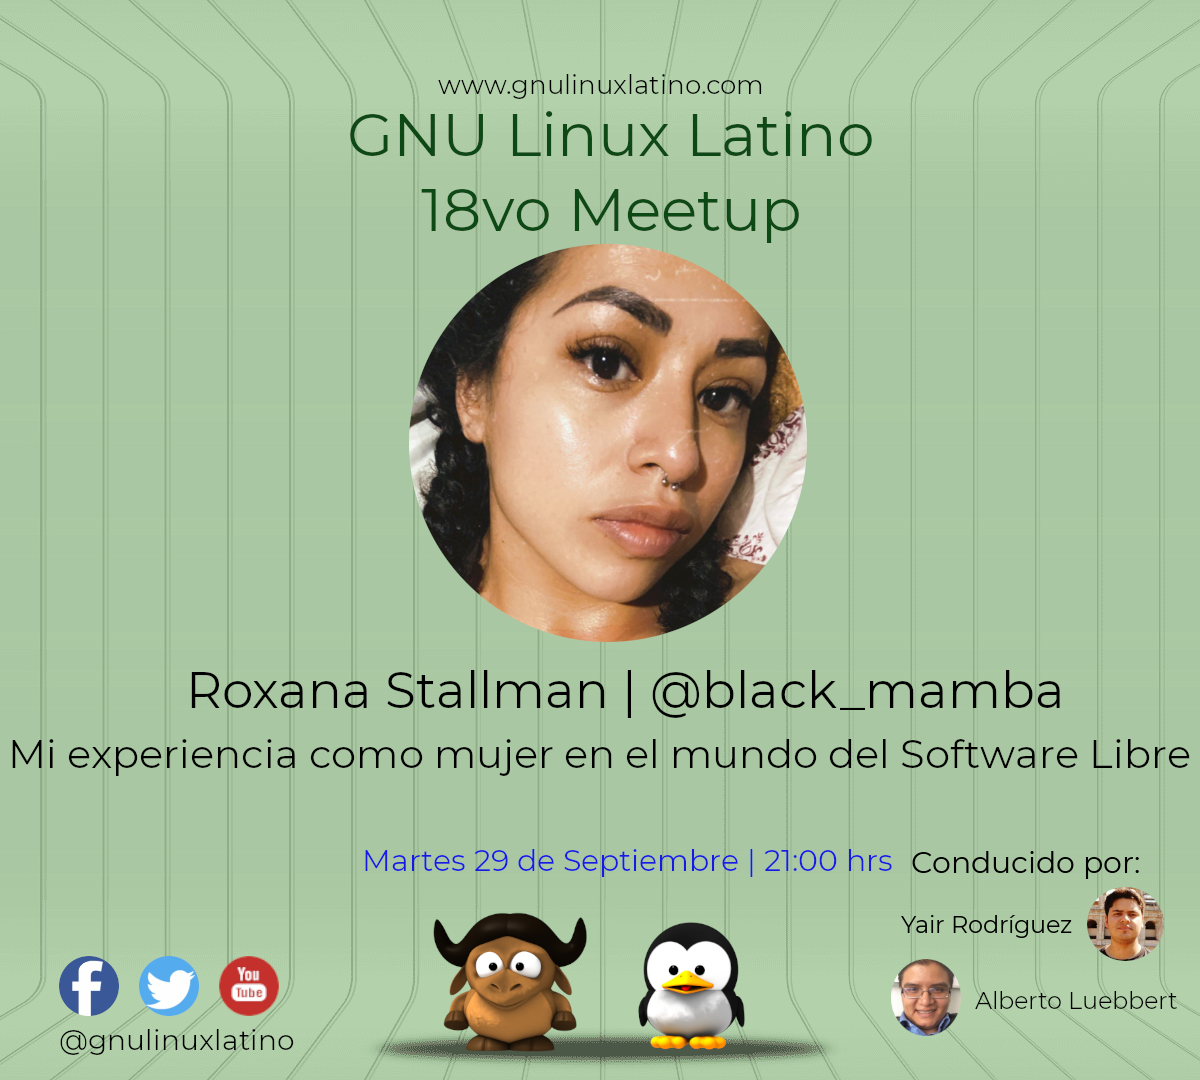 www.gnulinuxlatino.com
GNU Linux Latino
18vo Meetup
Roxana Stallman | @black_mamba
Mi experiencia como mujer en el mundo del Software Libre
Martes 29 de Septiembre | 21:00 hrs
Conducido por:
Yair Rodríguez
Alberto Luebbert
You
Tube
@gnulinuxlatino